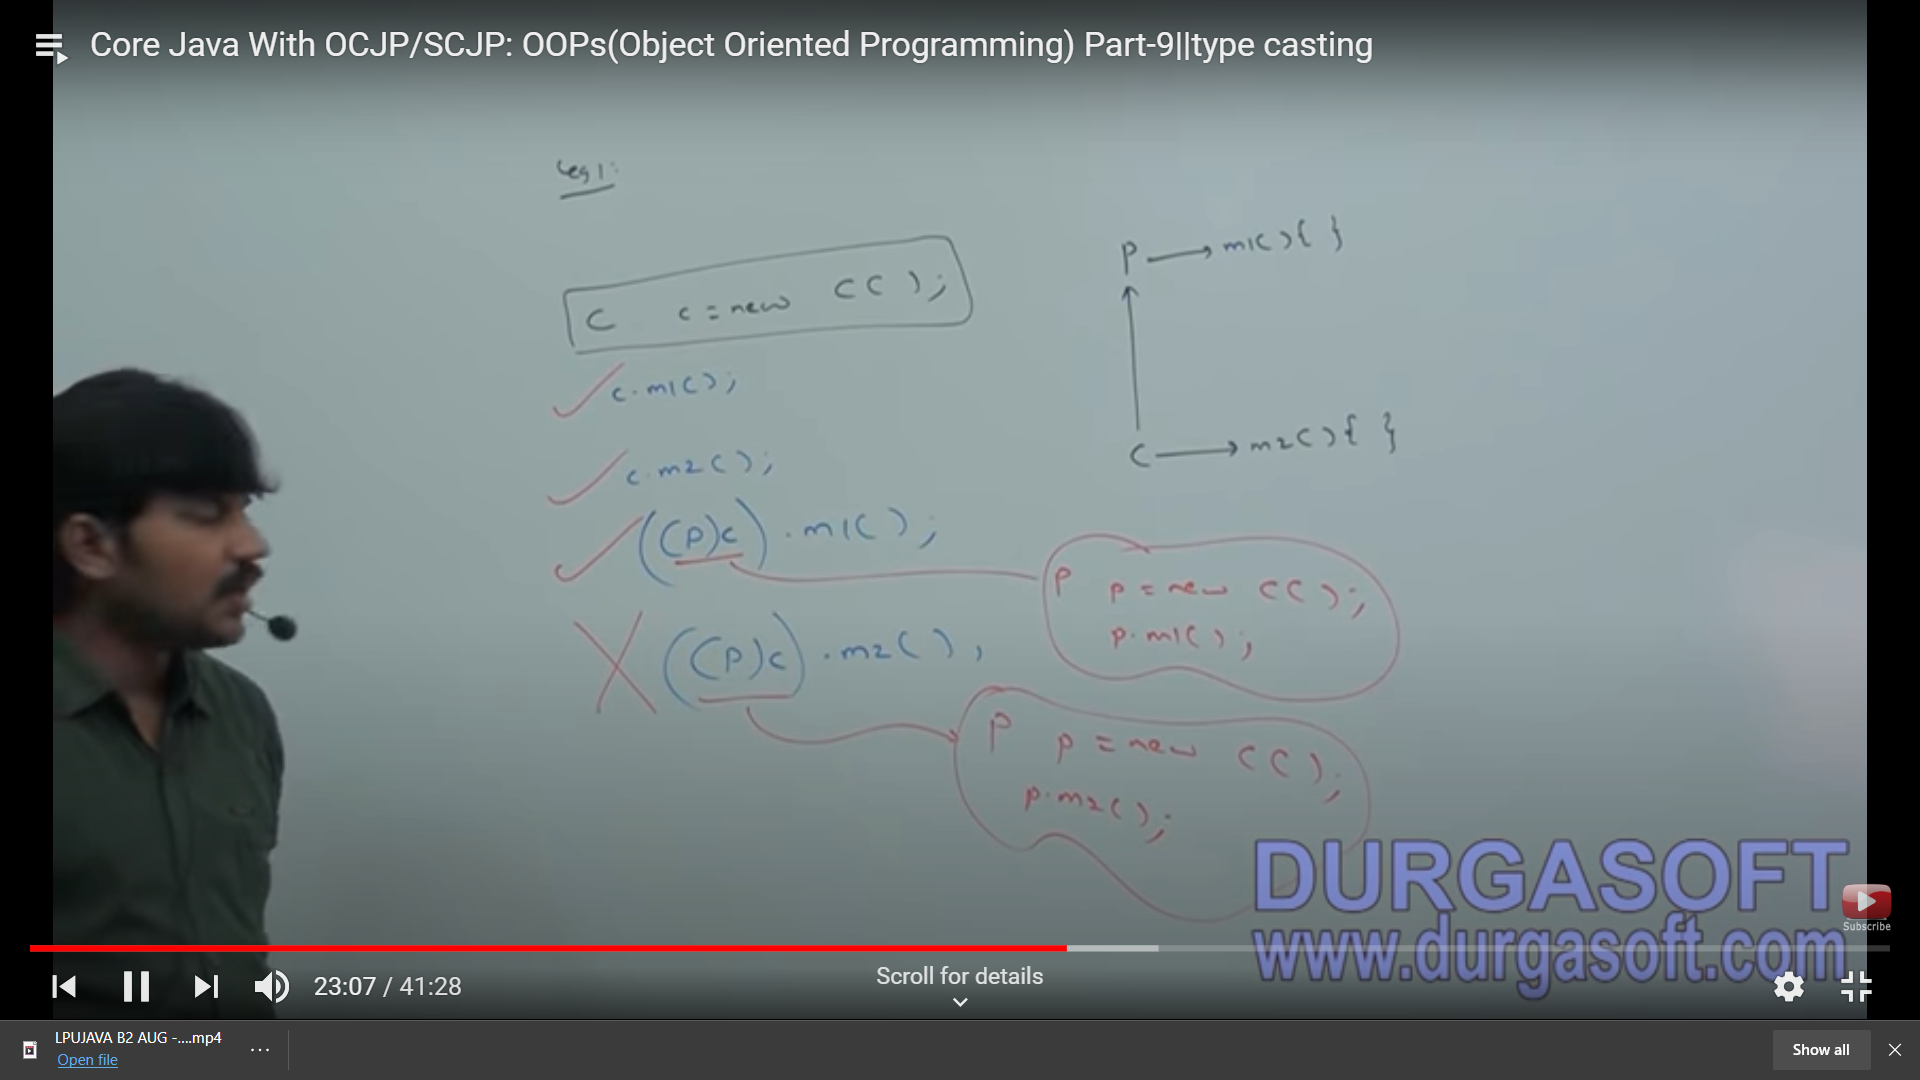 Core Java With OCJP/SCJP: OOPs(Object Oriented Programming) Part-9||type casting
eg1:
C c = new C();
c.m1();
c.m2();
((P)c).m1();
((P)c).m2();
P → m1(){ }
C → m2(){ }
P p = new C();
p.m1();
P p = new C();
p.m2();
DURGASOFT
www.durgasoft.com
Subscribe
23:07 / 41:28
Scroll for details
LPUJAVA B2 AUG -....mp4
Open file
Show all